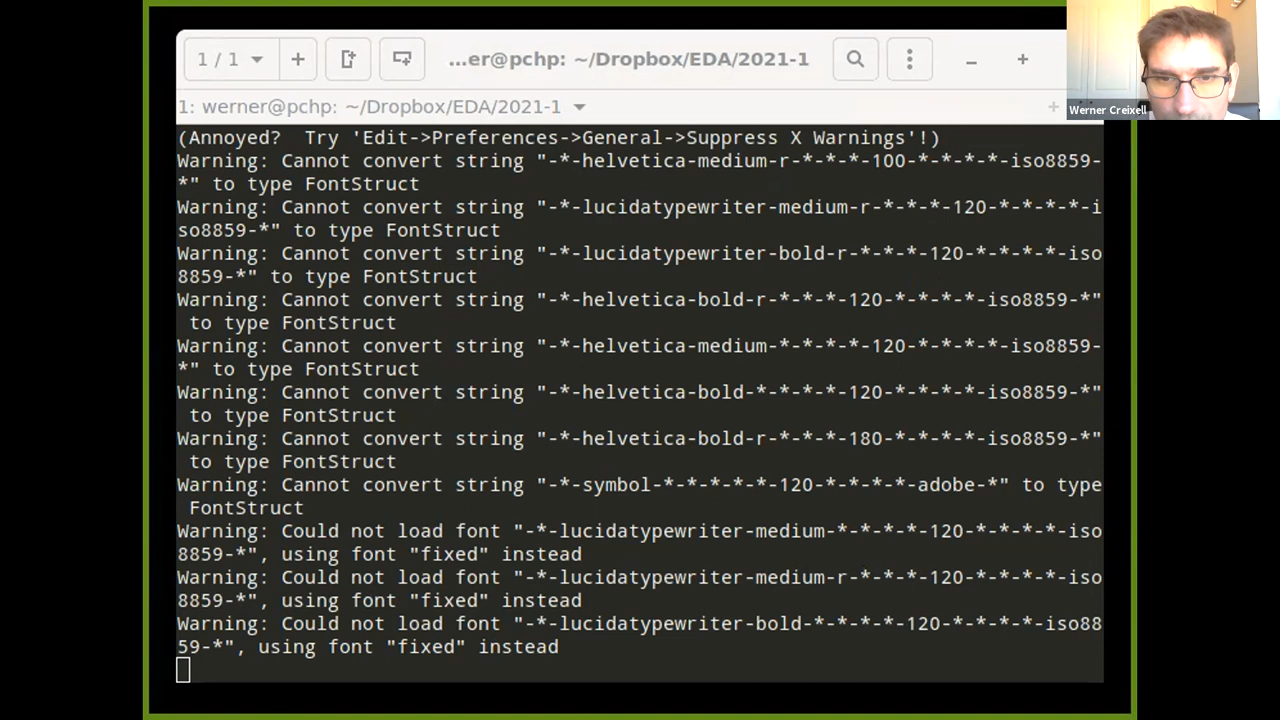 1 / 1
...er@pchp: ~/Dropbox/EDA/2021-1
Werner Creixell
1: werner@pchp: ~/Dropbox/EDA/2021-1
(Annoyed?  Try 'Edit->Preferences->General->Suppress X Warnings'!)
Warning: Cannot convert string "-*-helvetica-medium-r-*-*-*-100-*-*-*-*-iso8859-
*" to type FontStruct
Warning: Cannot convert string "-*-lucidatypewriter-medium-r-*-*-*-120-*-*-*-*-i
so8859-*" to type FontStruct
Warning: Cannot convert string "-*-lucidatypewriter-bold-r-*-*-*-120-*-*-*-*-iso
8859-*" to type FontStruct
Warning: Cannot convert string "-*-helvetica-bold-r-*-*-*-120-*-*-*-*-iso8859-*"
 to type FontStruct
Warning: Cannot convert string "-*-helvetica-medium-*-*-*-*-120-*-*-*-*-iso8859-
*" to type FontStruct
Warning: Cannot convert string "-*-helvetica-bold-*-*-*-*-120-*-*-*-*-iso8859-*"
 to type FontStruct
Warning: Cannot convert string "-*-helvetica-bold-r-*-*-*-180-*-*-*-*-iso8859-*"
 to type FontStruct
Warning: Cannot convert string "-*-symbol-*-*-*-*-*-120-*-*-*-*-adobe-*" to type
 FontStruct
Warning: Could not load font "-*-lucidatypewriter-medium-*-*-*-*-120-*-*-*-*-iso
8859-*", using font "fixed" instead
Warning: Could not load font "-*-lucidatypewriter-medium-r-*-*-*-120-*-*-*-*-iso
8859-*", using font "fixed" instead
Warning: Could not load font "-*-lucidatypewriter-bold-*-*-*-*-120-*-*-*-*-iso88
59-*", using font "fixed" instead